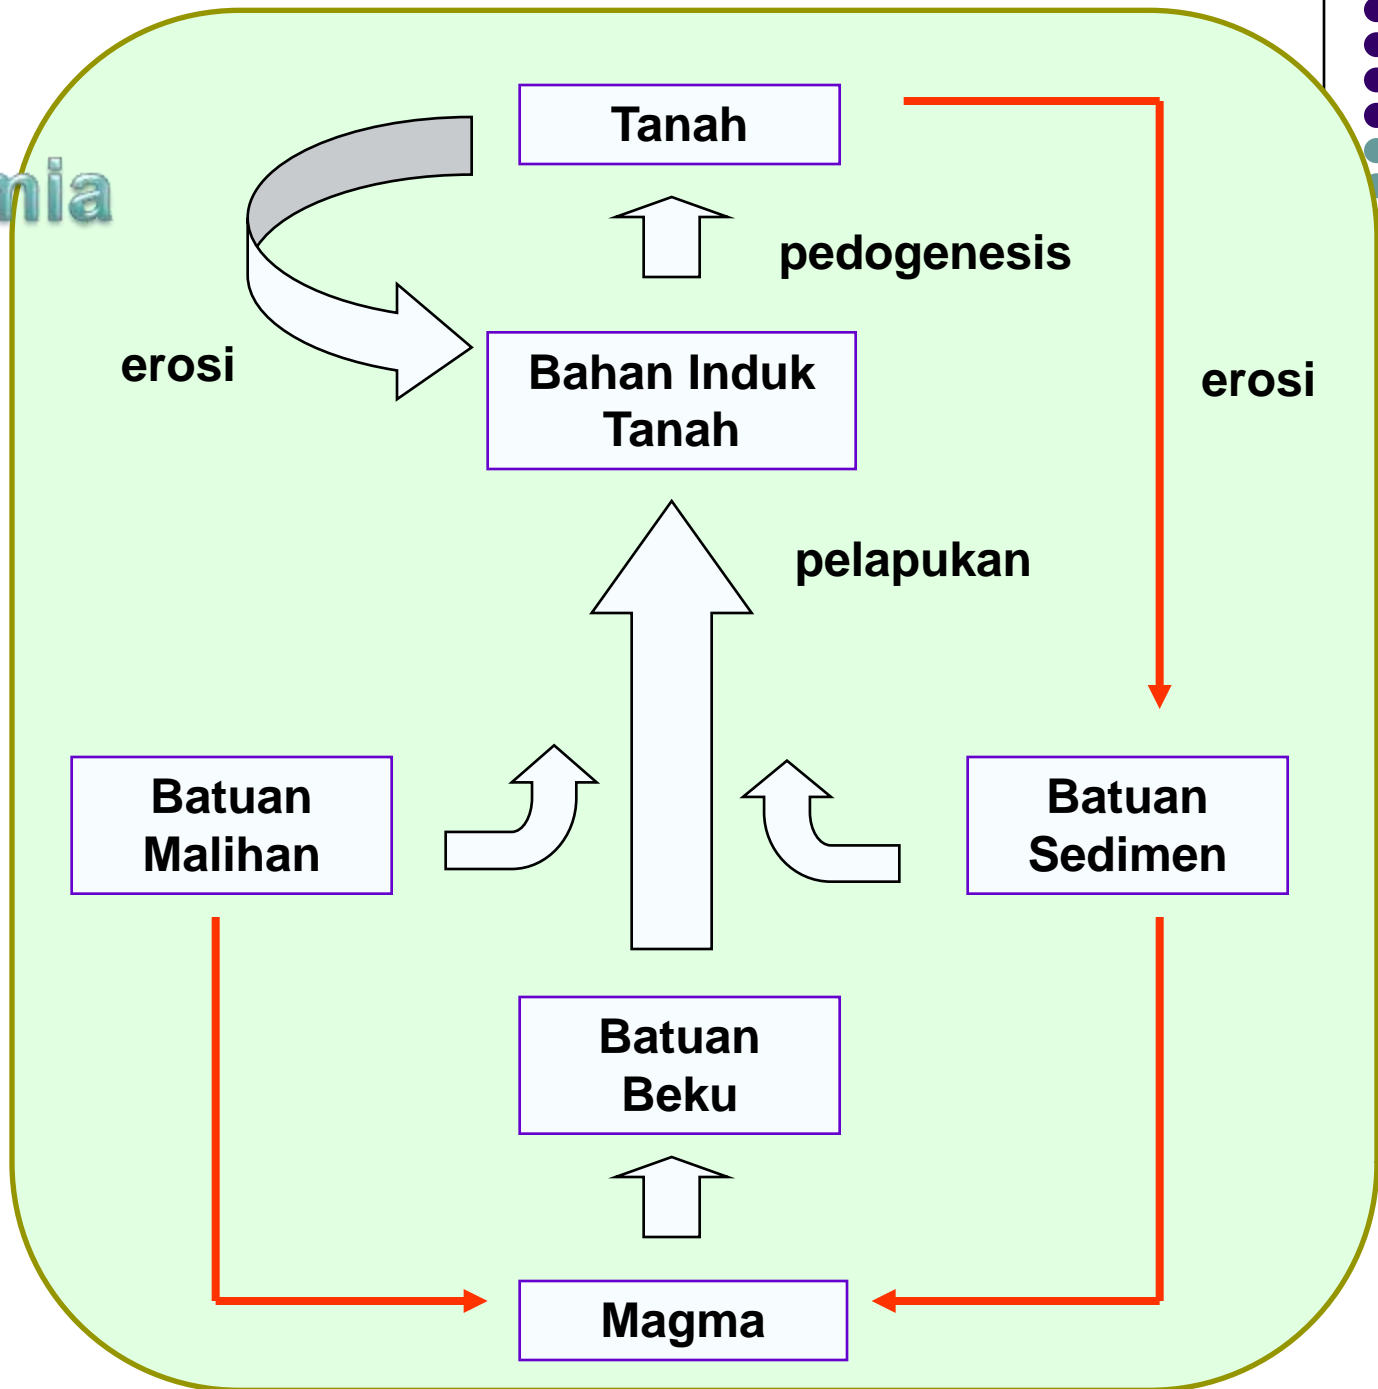 Tanah
mia
pedogenesis
erosi
Bahan Induk
Tanah
erosi
pelapukan
Batuan
Malihan
Batuan
Sedimen
Batuan
Beku
Magma